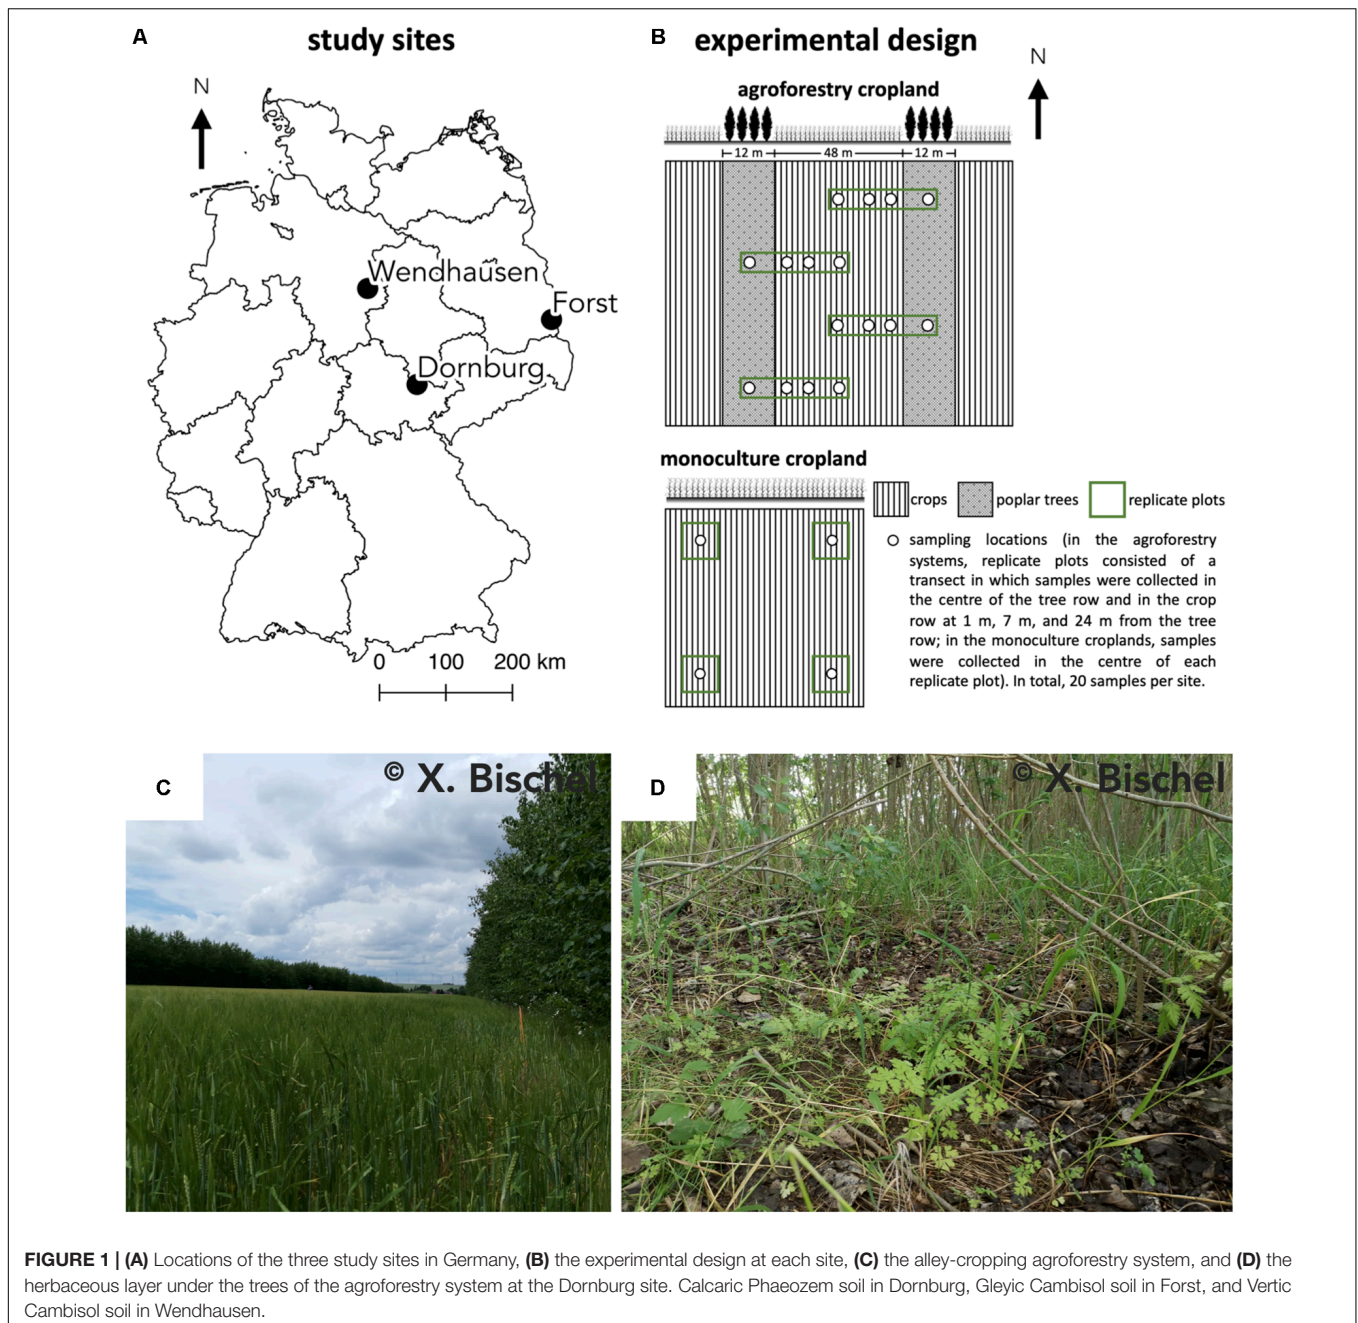 (A)
study sites
N
Wendhausen
Forst
Dornburg
0 100 200 km
(B)
experimental design
N
agroforestry cropland
12 m 48 m 12 m
monoculture cropland
crops
poplar trees
replicate plots
sampling locations (in the agroforestry
systems, replicate plots consisted of a
transect in which samples were collected in
the centre of the tree row and in the crop
row at 1 m, 7 m, and 24 m from the tree
row; in the monoculture croplands, samples
were collected in the centre of each
replicate plot). In total, 20 samples per site.
C
© X. Bischel
D
© X. Bischel
FIGURE 1 | (A) Locations of the three study sites in Germany, (B) the experimental design at each site, (C) the alley-cropping agroforestry system, and (D) the
herbaceous layer under the trees of the agroforestry system at the Dornburg site. Calcaric Phaeozem soil in Dornburg, Gleyic Cambisol soil in Forst, and Vertic
Cambisol soil in Wendhausen.